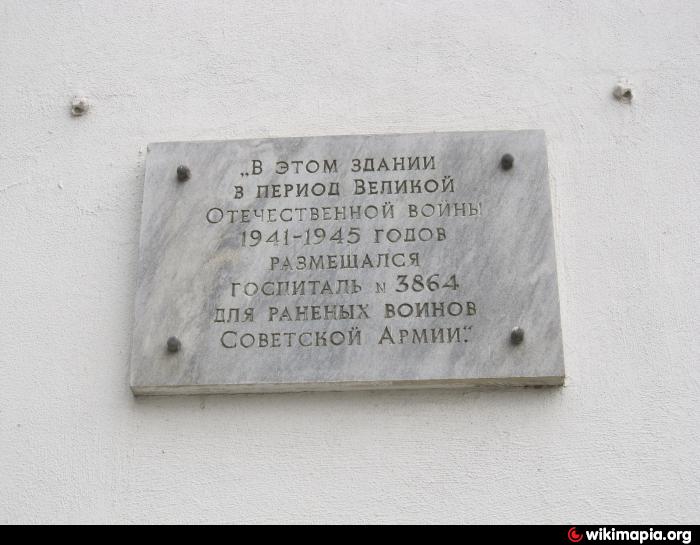 „В этом здании
в период Великой
Отечественной войны
1941-1945 годов
размещался
госпиталь N 3864
для раненых воинов
Советской Армии".
wikimapia.org